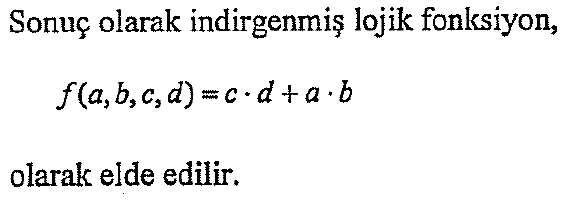 Sonuç olarak indirgenmiş lojik fonksiyon,
f(a,b,c,d) = c · d + a · b
olarak elde edilir.